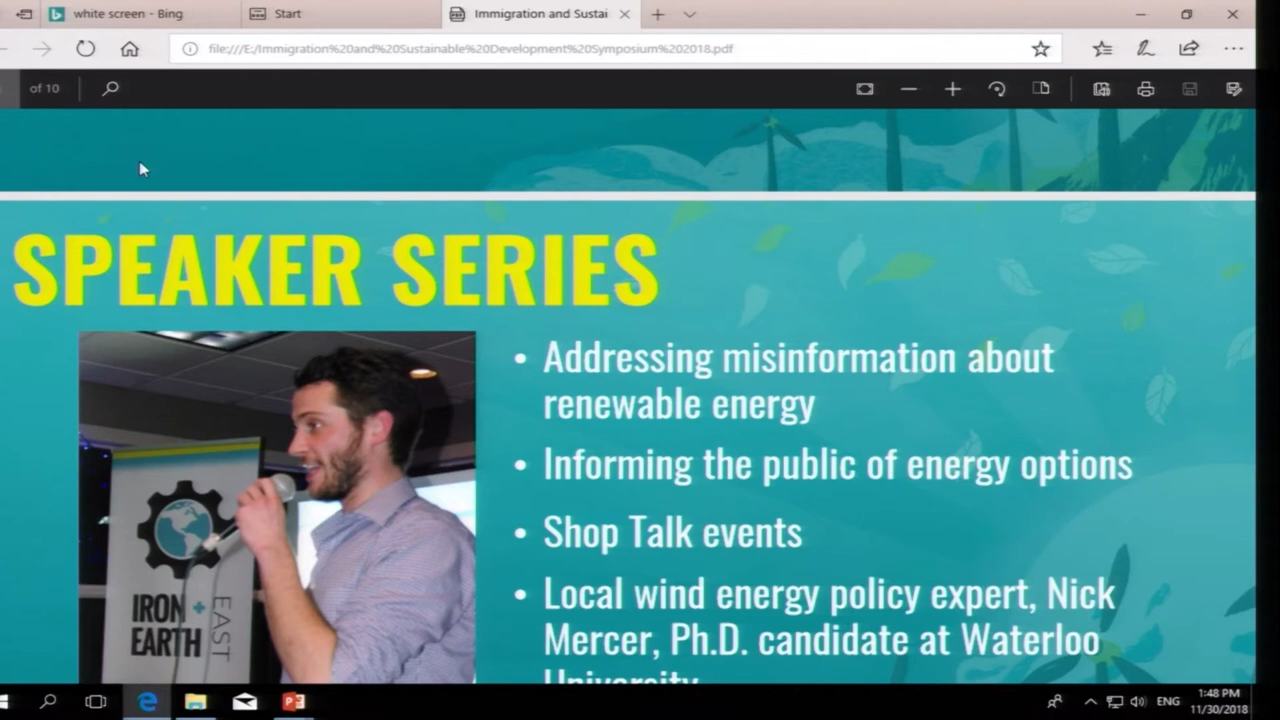 white screen - Bing
Start
Immigration and Sustai
file:///E:/Immigration%20and%20Sustainable%20Development%20Symposium%202018.pdf
of 10
SPEAKER SERIES
• Addressing misinformation about
renewable energy
• Informing the public of energy options
• Shop Talk events
• Local wind energy policy expert, Nick
Mercer, Ph.D. candidate at Waterloo
University
IRON +
EARTH
EAST
ENG
1:48 PM
11/30/2018